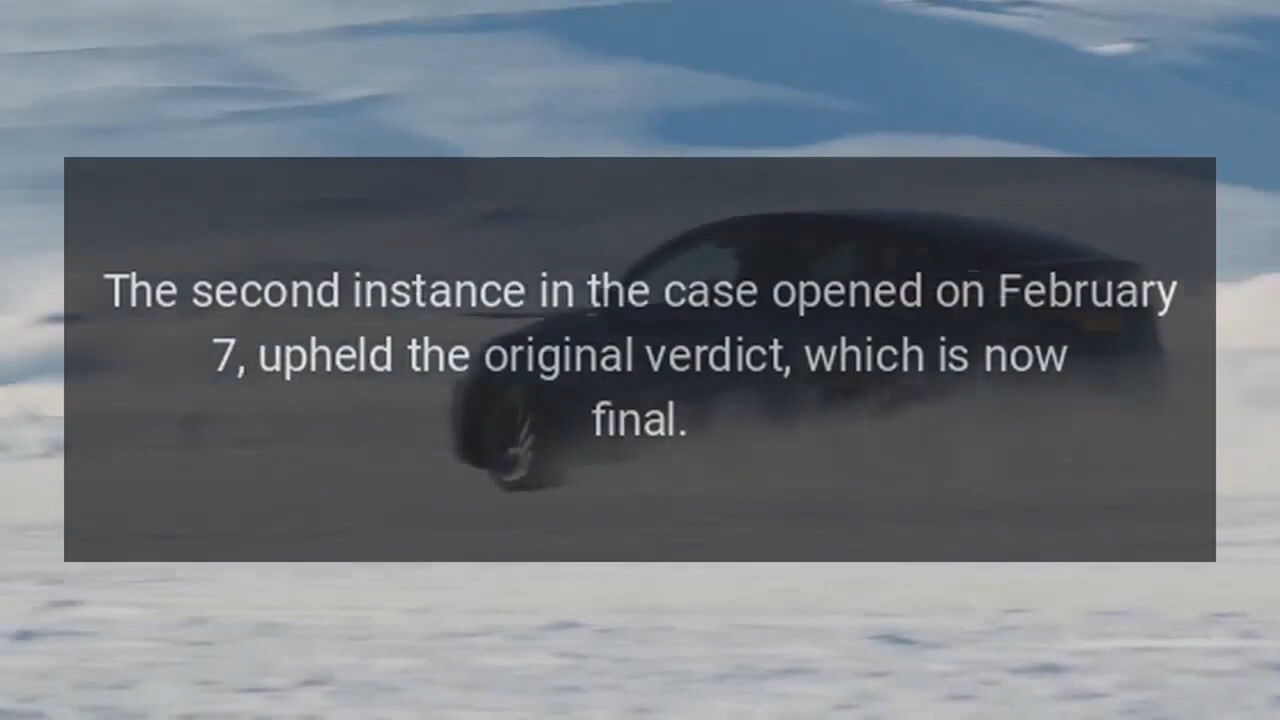 The second instance in the case opened on February
7, upheld the original verdict, which is now
final.